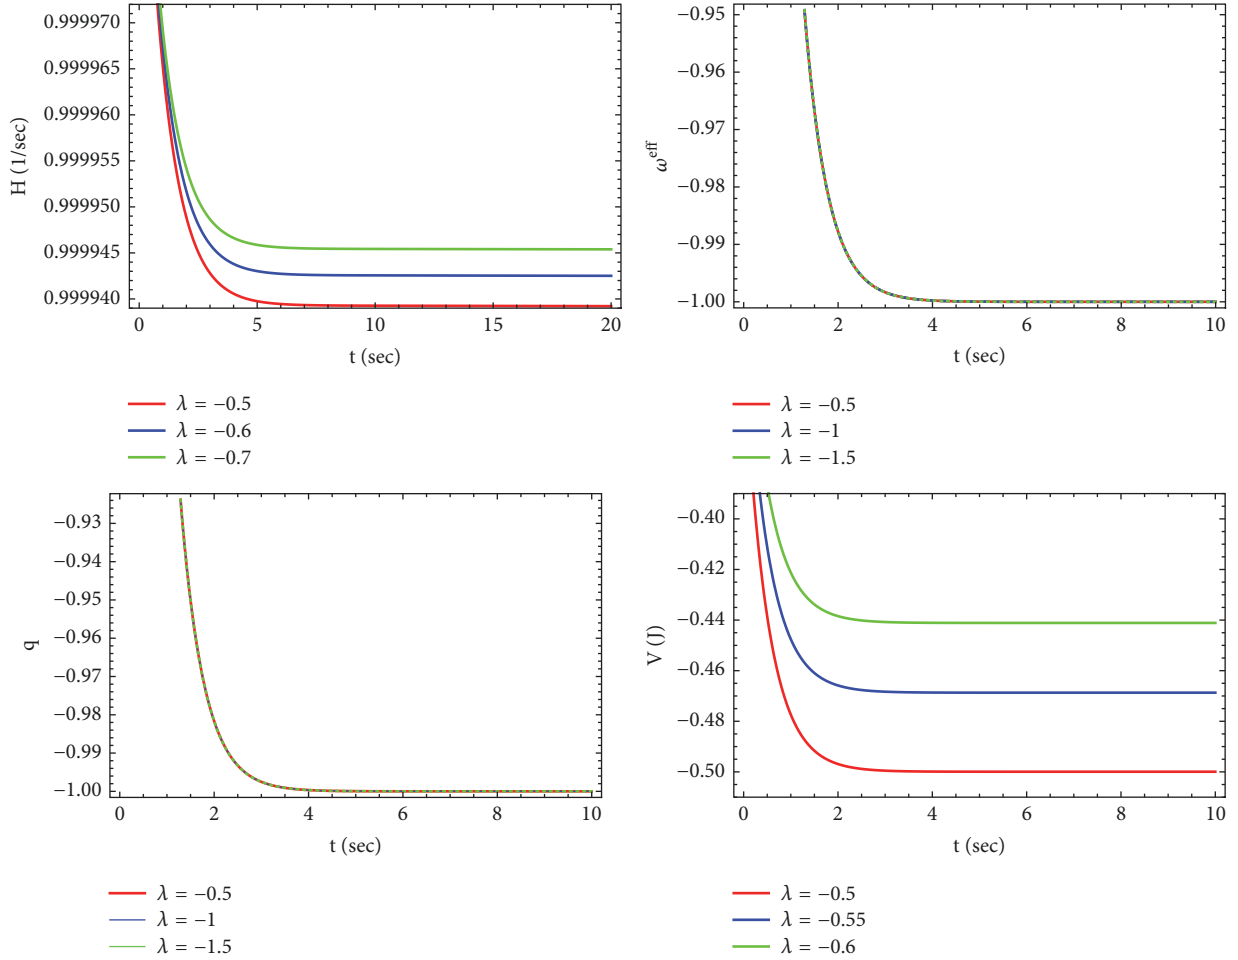 0.999970
0.999965
0.999960
0.999955
0.999950
0.999945
0.999940
H (1/sec)
0 5 10 15 20
t (sec)
λ = −0.5
λ = −0.6
λ = −0.7
−0.95
−0.96
−0.97
−0.98
−0.99
−1.00
ω^eff
0 2 4 6 8 10
t (sec)
λ = −0.5
λ = −1
λ = −1.5
−0.93
−0.94
−0.95
−0.96
−0.97
−0.98
−0.99
−1.00
q
0 2 4 6 8 10
t (sec)
λ = −0.5
λ = −1
λ = −1.5
−0.40
−0.42
−0.44
−0.46
−0.48
−0.50
V (J)
0 2 4 6 8 10
t (sec)
λ = −0.5
λ = −0.55
λ = −0.6